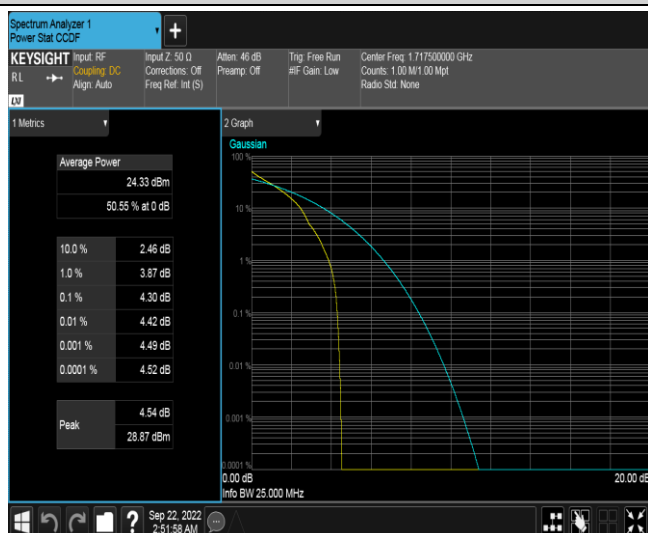 Spectrum Analyzer 1
Power Stat CCDF
+
KEYSIGHT
RL
LXI
Input: RF
Coupling: DC
Align: Auto
Input Z: 50 Ω
Corrections: Off
Freq Ref: Int (S)
Atten: 46 dB
Preamp: Off
Trig: Free Run
#IF Gain: Low
Center Freq: 1.717500000 GHz
Counts: 1.00 M/1.00 Mpt
Radio Std: None
1 Metrics
Average Power
24.33 dBm
50.55 % at 0 dB
10.0 % 2.46 dB
1.0 % 3.87 dB
0.1 % 4.30 dB
0.01 % 4.42 dB
0.001 % 4.49 dB
0.0001 % 4.52 dB
Peak
4.54 dB
28.87 dBm
2 Graph
Gaussian
100 %
10 %
1 %
0.1 %
0.01 %
0.001 %
0.0001 %
0.00 dB 20.00 dB
Info BW 25.000 MHz
?
Sep 22, 2022
2:51:58 AM